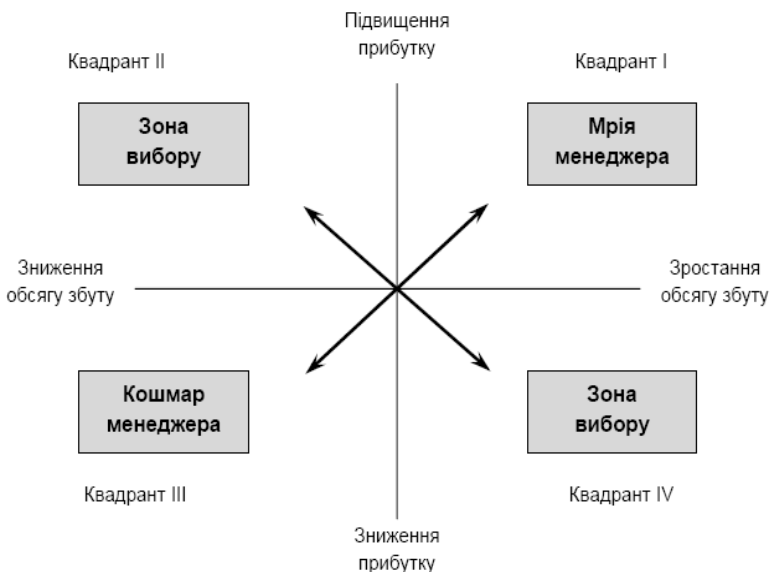 Підвищення
прибутку
Квадрант II
Квадрант I
Зона
вибору
Мрія
менеджера
Зниження
обсягу збуту
Зростання
обсягу збуту
Кошмар
менеджера
Зона
вибору
Квадрант III
Квадрант IV
Зниження
прибутку